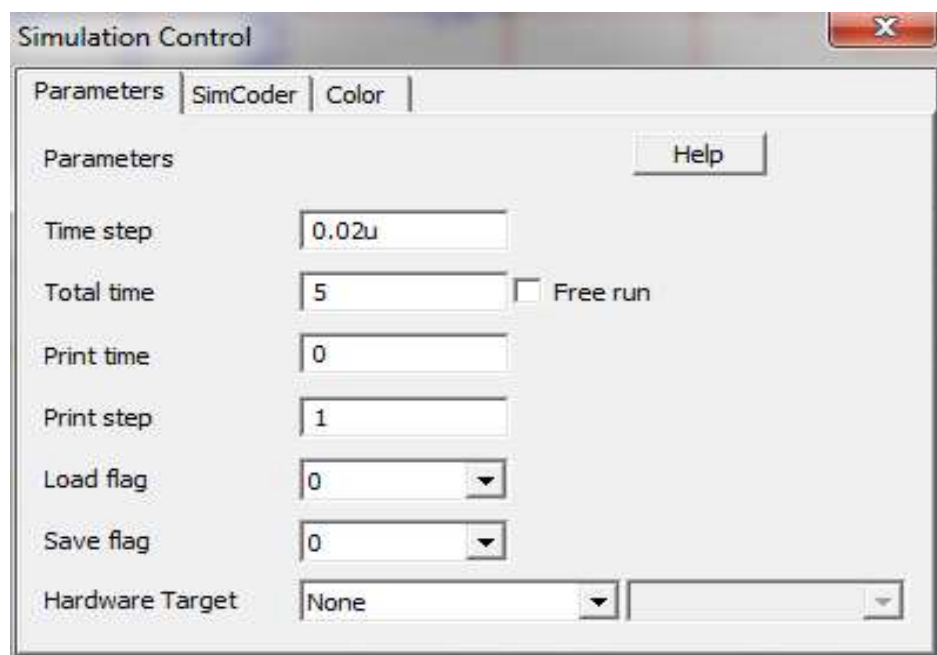 Simulation Control
Parameters SimCoder Color
Parameters Help
Time step 0.02u
Total time 5 Free run
Print time 0
Print step 1
Load flag 0
Save flag 0
Hardware Target None